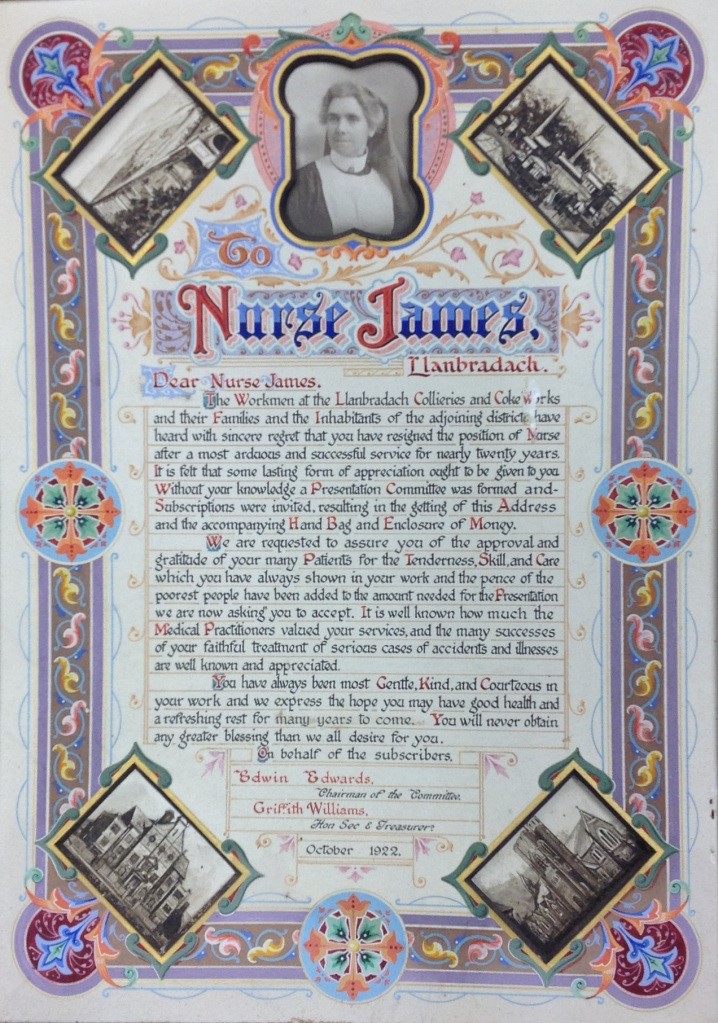 To
Nurse James,
Llanbradach.
Dear Nurse James.
The Workmen at the Llanbradach Collieries and Coke Works
and their Families and the Inhabitants of the adjoining districts have
heard with sincere regret that you have resigned the position of Nurse
after a most arduous and successful service for nearly twenty years.
It is felt that some lasting form of appreciation ought to be given to you
Without your knowledge a Presentation Committee was formed and-
Subscriptions were invited, resulting in the getting of this Address
and the accompanying Hand Bag and Enclosure of Money.
We are requested to assure you of the approval and
gratitude of your many Patients for the Tenderness, Skill, and Care
which you have always shown in your work and the pence of the
poorest people have been added to the amount needed for the Presentation
we are now asking you to accept. It is well known how much the
Medical Practitioners valued your services, and the many successes
of your faithful treatment of serious cases of accidents and illnesses
are well known and appreciated.
You have always been most Gentle, Kind, and Courteous in
your work and we express the hope you may have good health and
a refreshing rest for many years to come. You will never obtain
any greater blessing than we all desire for you.
On behalf of the subscribers,
Edwin Edwards,
Chairman of the Committee.
Griffith Williams,
Hon Sec & Treasurer.
October 1922.